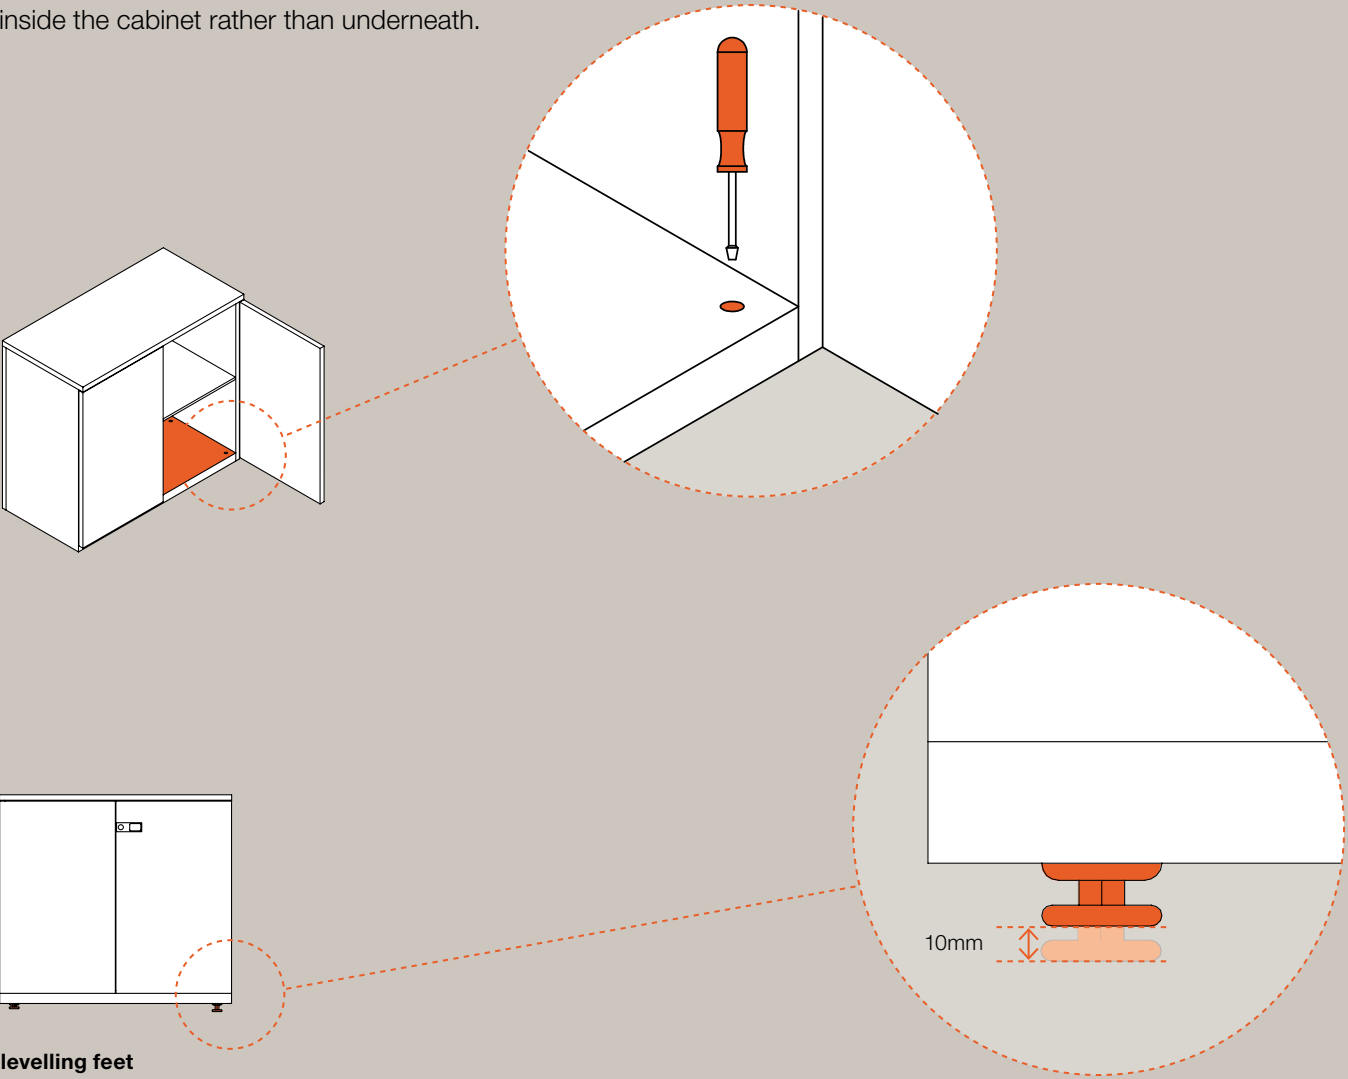 inside the cabinet rather than underneath.
10mm
levelling feet